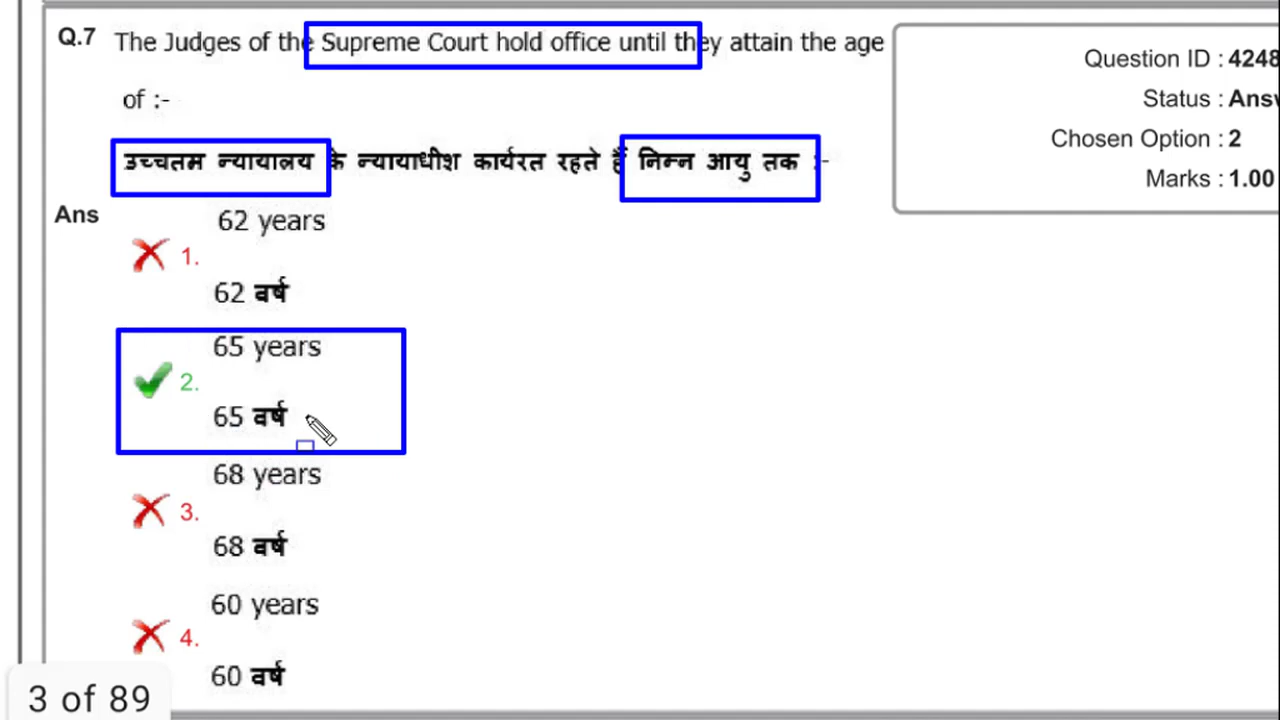 Q.7 The Judges of the Supreme Court hold office until they attain the age
of :-
उच्चतम न्यायालय के न्यायाधीश कार्यरत रहते हैं निम्न आयु तक :-
Ans
62 years
1.
62 वर्ष
65 years
2.
65 वर्ष
68 years
3.
68 वर्ष
60 years
4.
60 वर्ष
Question ID : 4248
Status : Answ
Chosen Option : 2
Marks : 1.00
3 of 89